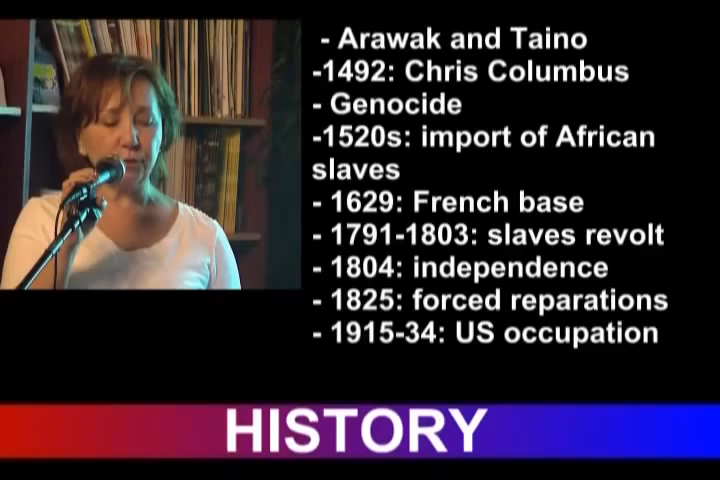 - Arawak and Taino
-1492: Chris Columbus
- Genocide
-1520s: import of African
slaves
- 1629: French base
- 1791-1803: slaves revolt
- 1804: independence
- 1825: forced reparations
- 1915-34: US occupation
HISTORY